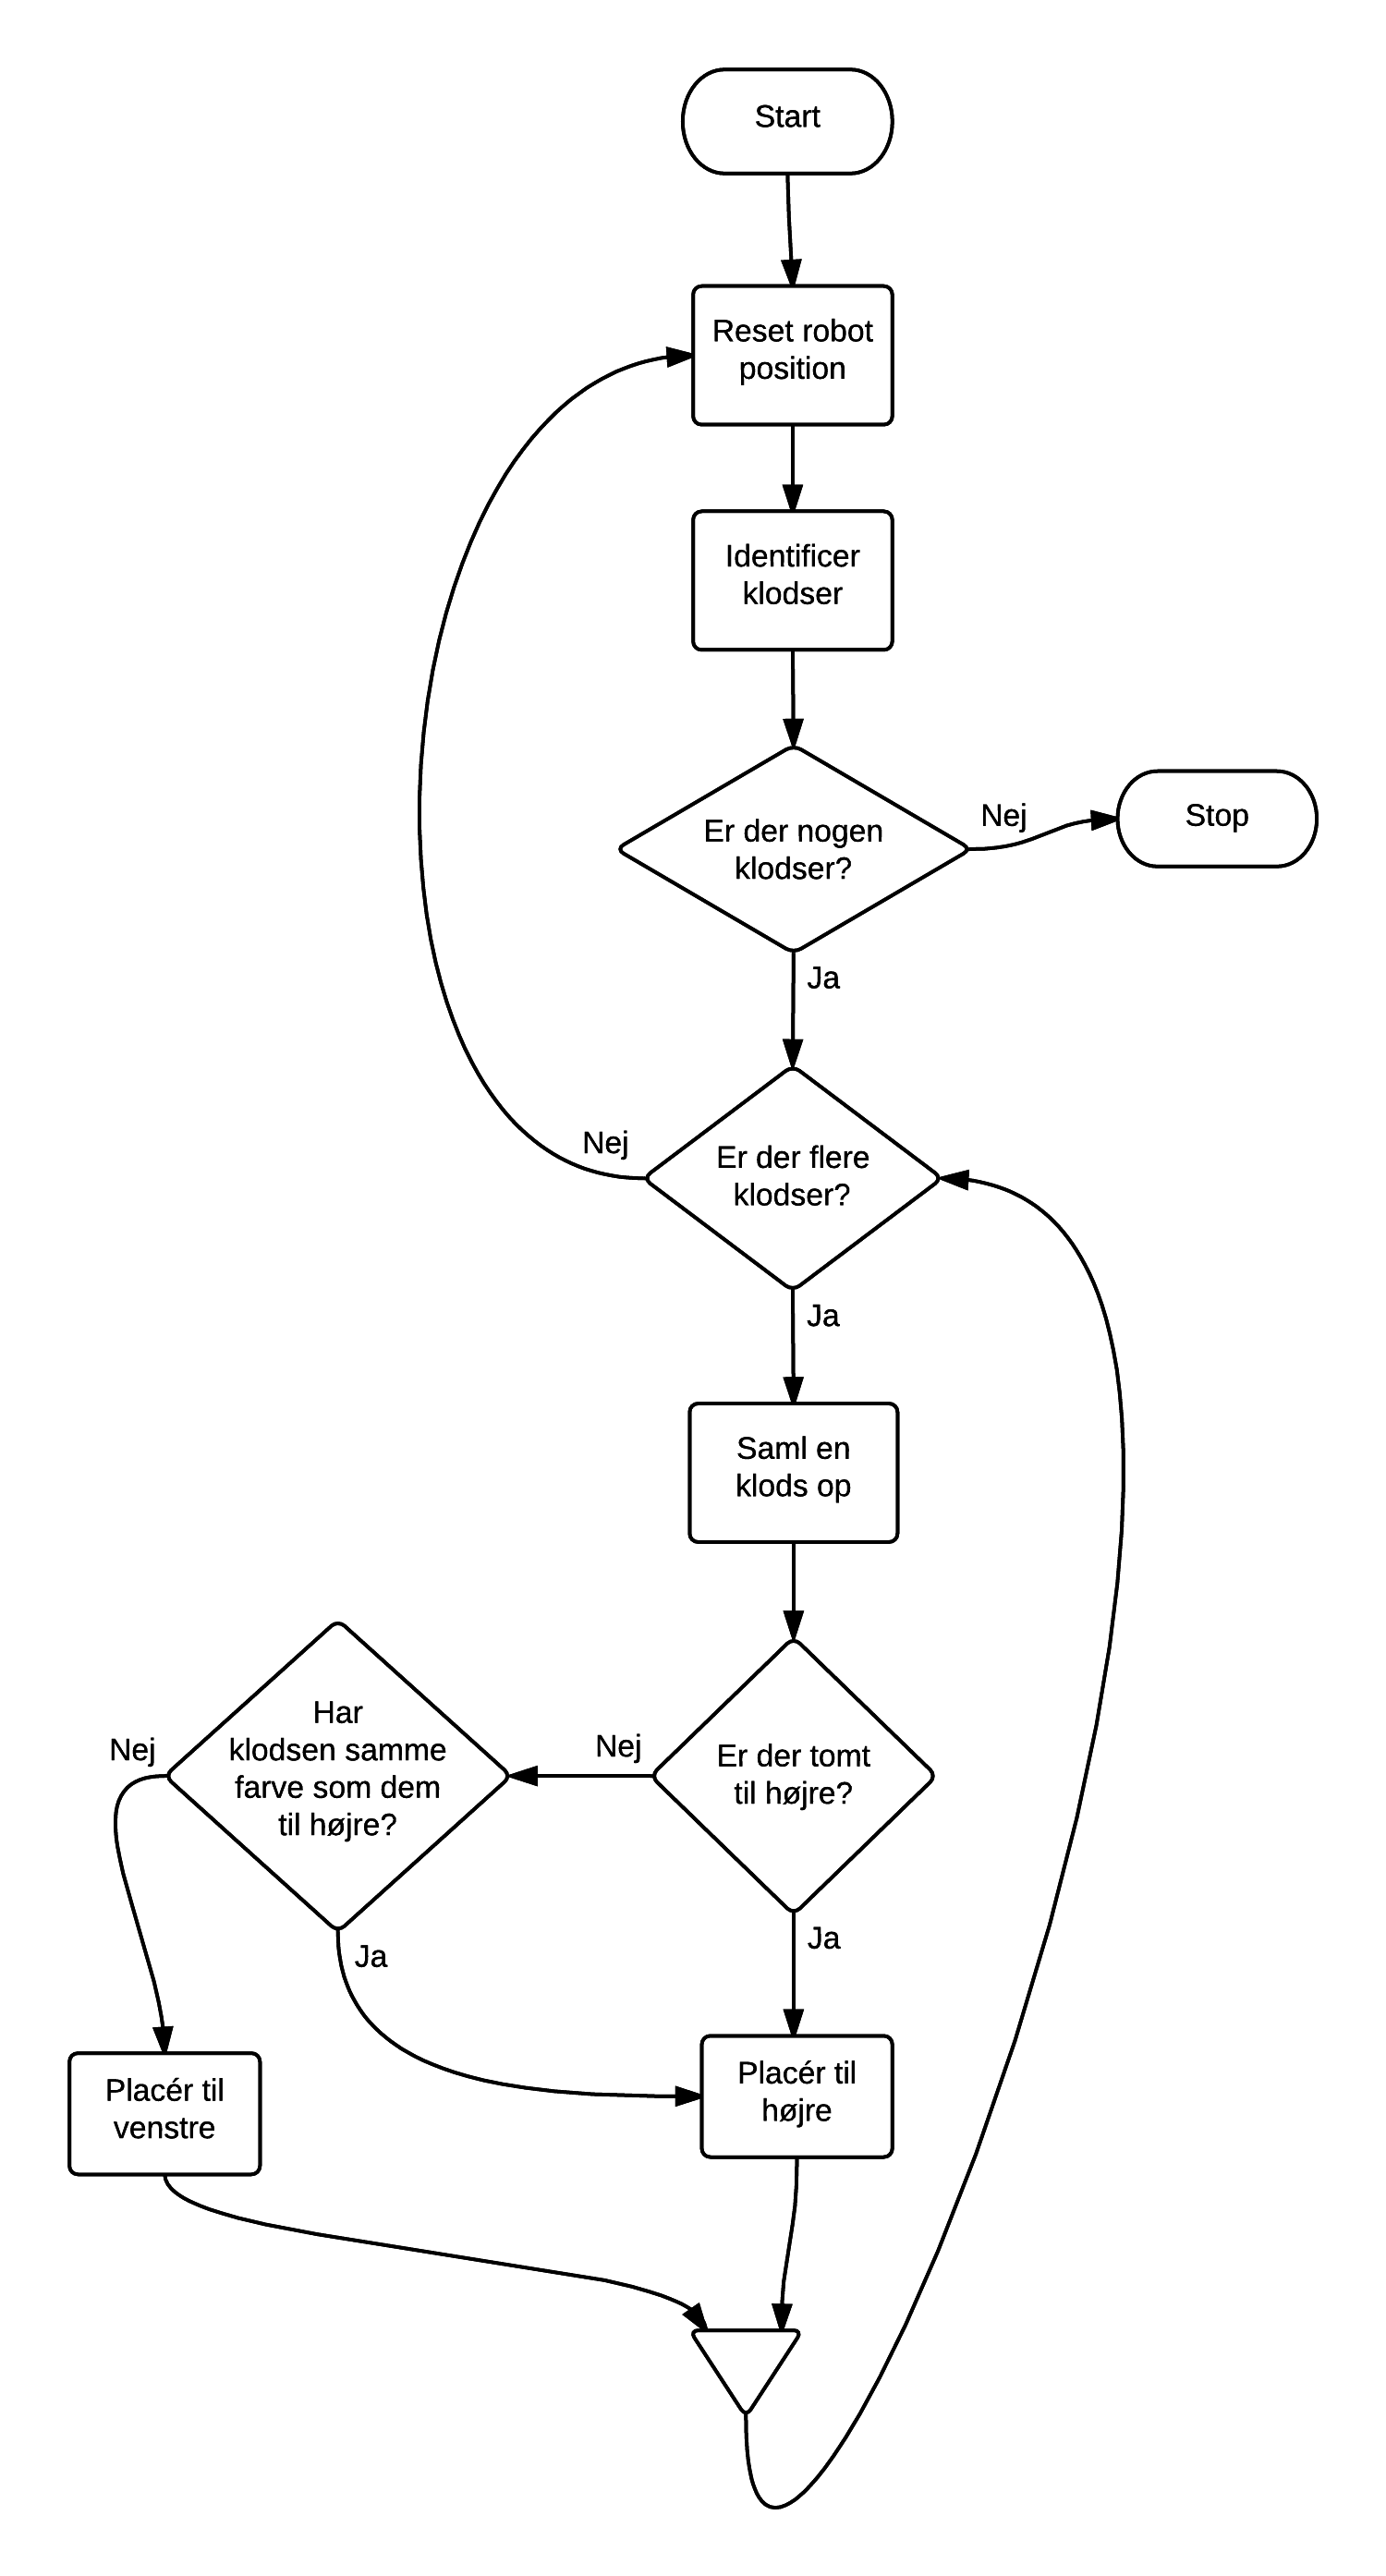 Start
Reset robot
position
Identificer
klodser
Er der nogen
klodser?
Nej
Stop
Ja
Er der flere
klodser?
Nej
Ja
Saml en
klods op
Er der tomt
til højre?
Nej
Har
klodsen samme
farve som dem
til højre?
Nej
Ja
Ja
Placér til
venstre
Placér til
højre